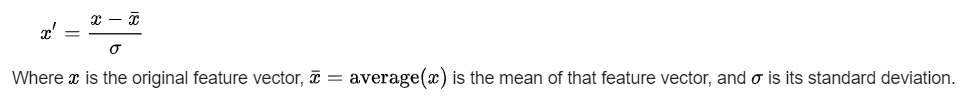 x′ = (x − x̄) / σ
Where x is the original feature vector, x̄ = average(x) is the mean of that feature vector, and σ is its standard deviation.